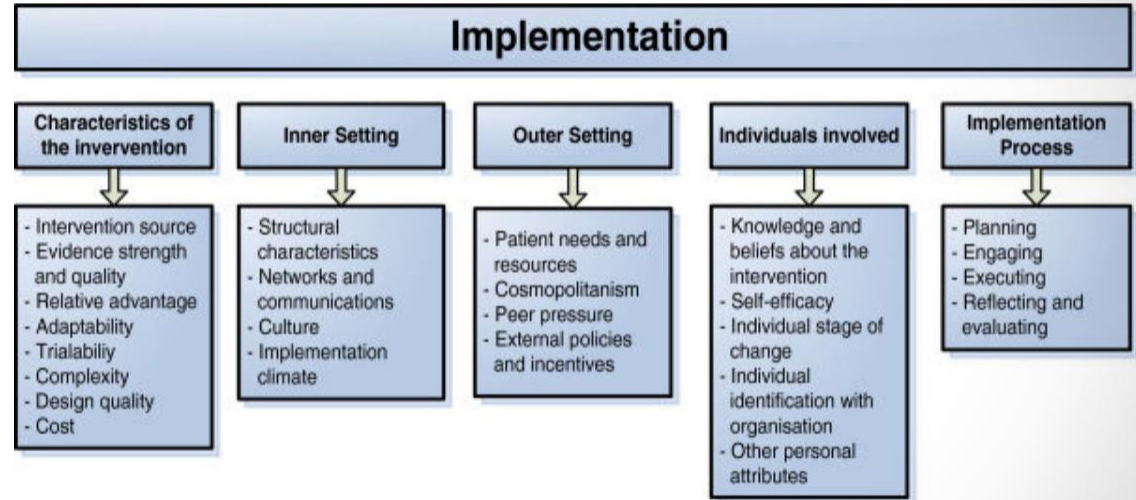 Implementation
Characteristics of
the invervention
- Intervention source
- Evidence strength
and quality
- Relative advantage
- Adaptability
- Trialabiliy
- Complexity
- Design quality
- Cost
Inner Setting
- Structural
characteristics
- Networks and
communications
- Culture
- Implementation
climate
Outer Setting
- Patient needs and
resources
- Cosmopolitanism
- Peer pressure
- External policies
and incentives
Individuals involved
- Knowledge and
beliefs about the
intervention
- Self-efficacy
- Individual stage of
change
- Individual
identification with
organisation
- Other personal
attributes
Implementation
Process
- Planning
- Engaging
- Executing
- Reflecting and
evaluating